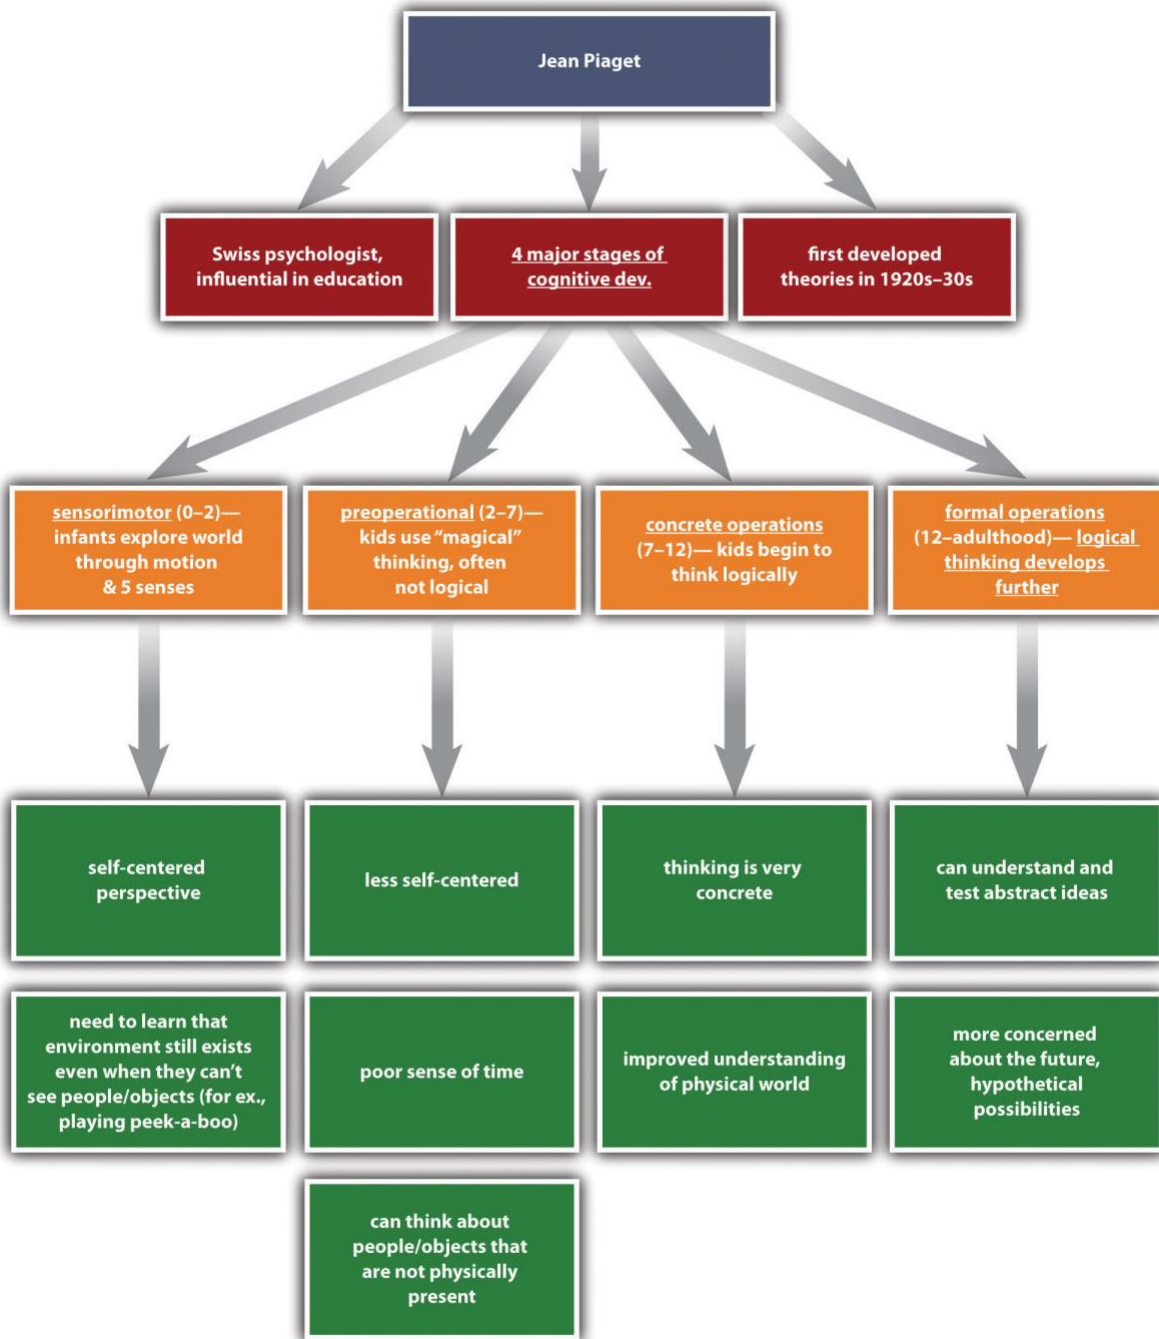 Jean Piaget
Swiss psychologist,
influential in education
4 major stages of
cognitive dev.
first developed
theories in 1920s–30s
sensorimotor (0–2)—
infants explore world
through motion
& 5 senses
preoperational (2–7)—
kids use “magical”
thinking, often
not logical
concrete operations
(7–12)— kids begin to
think logically
formal operations
(12–adulthood)— logical
thinking develops
further
self-centered
perspective
less self-centered
thinking is very
concrete
can understand and
test abstract ideas
need to learn that
environment still exists
even when they can’t
see people/objects (for ex.,
playing peek-a-boo)
poor sense of time
improved understanding
of physical world
more concerned
about the future,
hypothetical
possibilities
can think about
people/objects that
are not physically
present